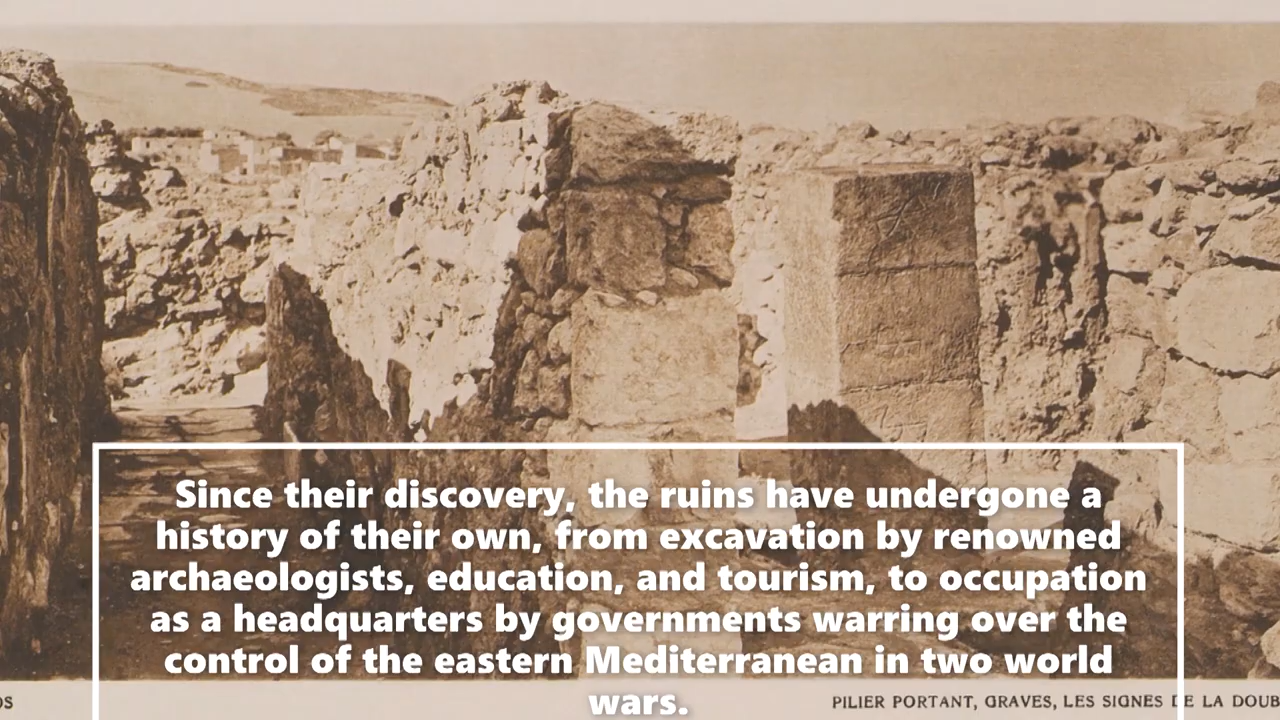 Since their discovery, the ruins have undergone a
history of their own, from excavation by renowned
archaeologists, education, and tourism, to occupation
as a headquarters by governments warring over the
control of the eastern Mediterranean in two world
wars.
OS
PILIER PORTANT, GRAVES, LES SIGNES DE LA DOUB